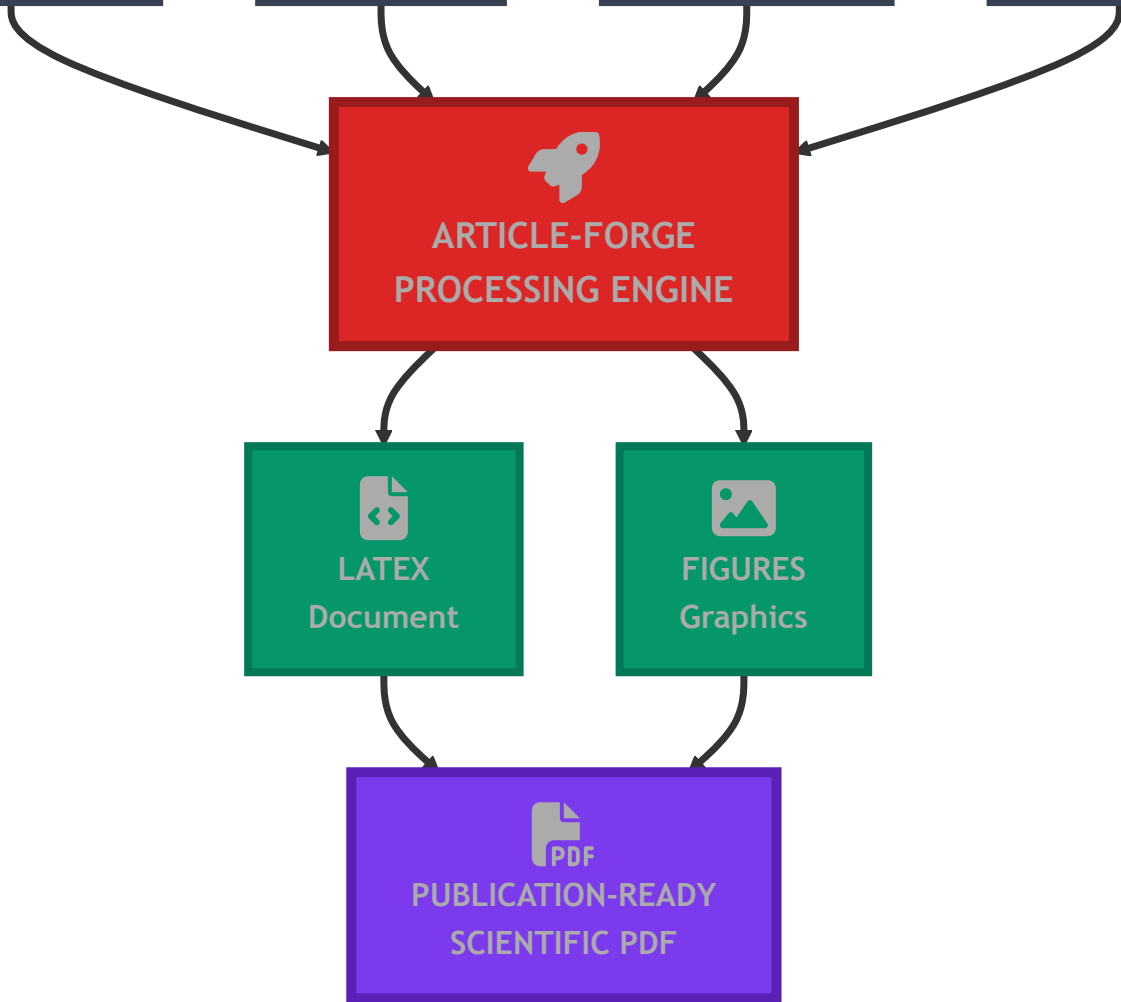 ARTICLE-FORGE
PROCESSING ENGINE
LATEX
Document
FIGURES
Graphics
PDF
PUBLICATION-READY
SCIENTIFIC PDF